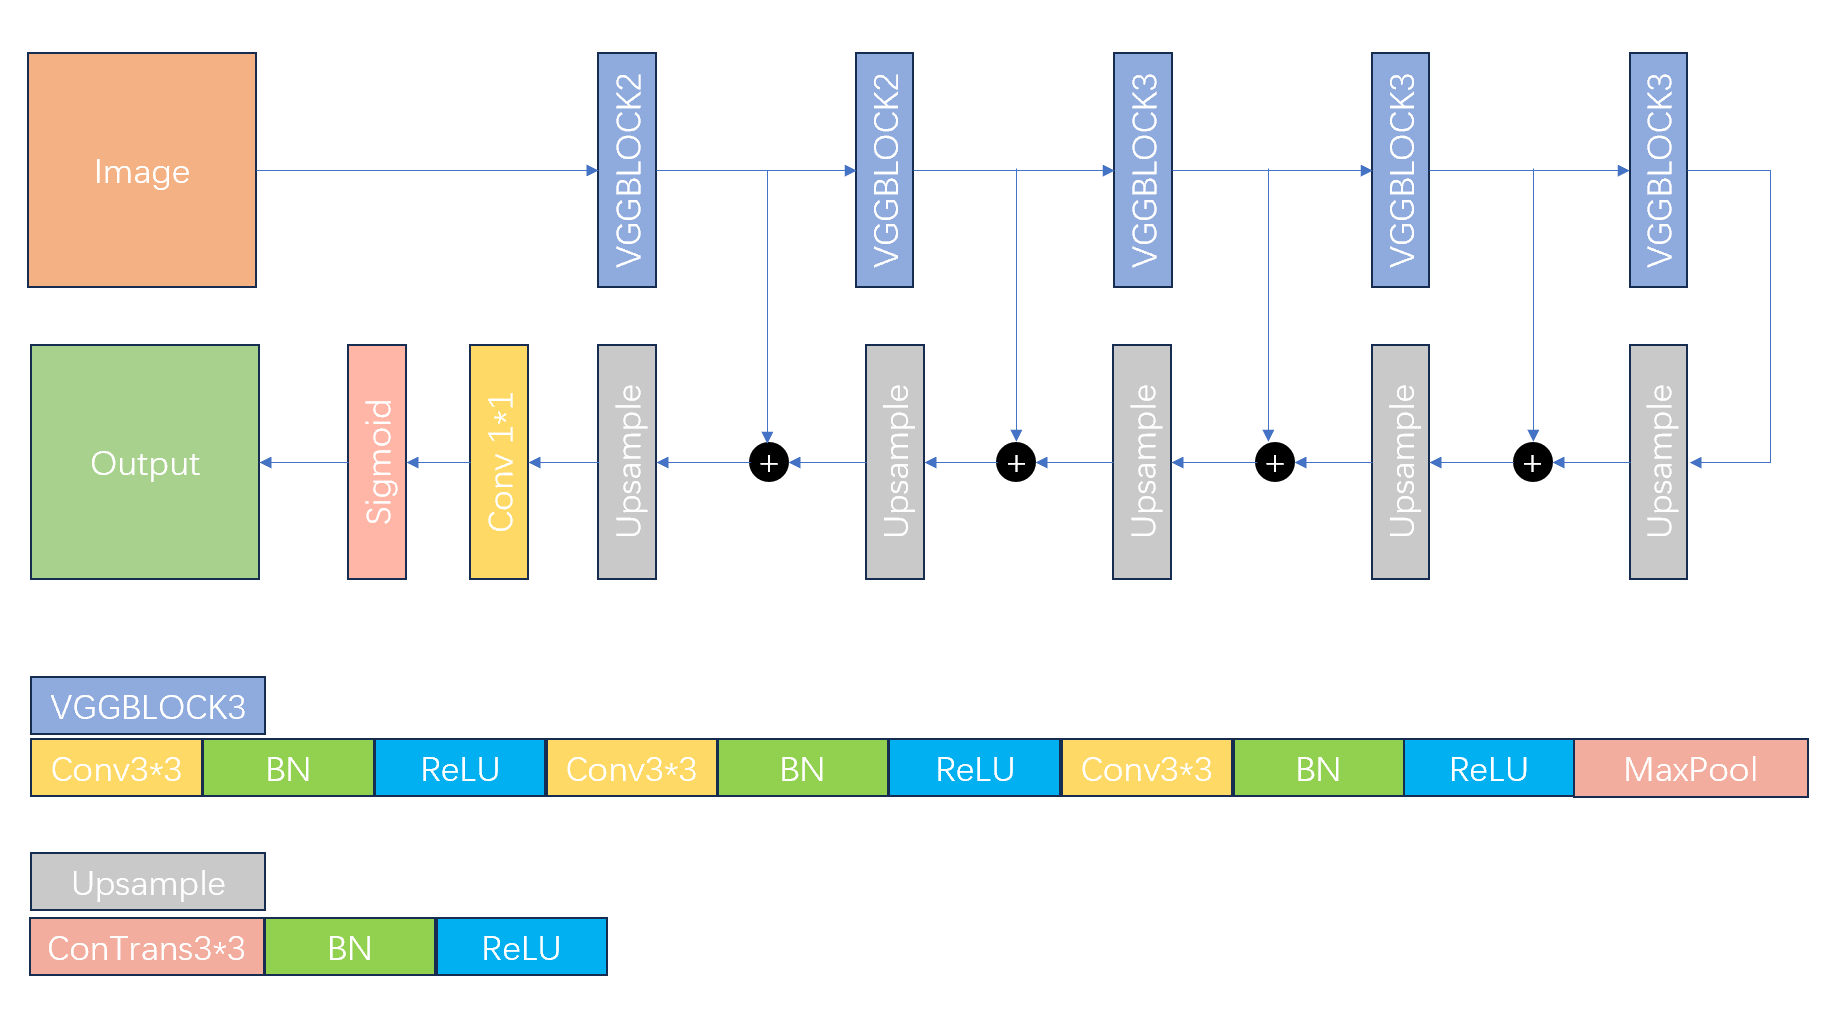 Image
VGGBLOCK2
VGGBLOCK2
VGGBLOCK3
VGGBLOCK3
VGGBLOCK3
Output
Sigmoid
Conv 1*1
Upsample
+
Upsample
+
Upsample
+
Upsample
+
Upsample
VGGBLOCK3
Conv3*3 BN ReLU Conv3*3 BN ReLU Conv3*3 BN ReLU MaxPool
Upsample
ConTrans3*3 BN ReLU